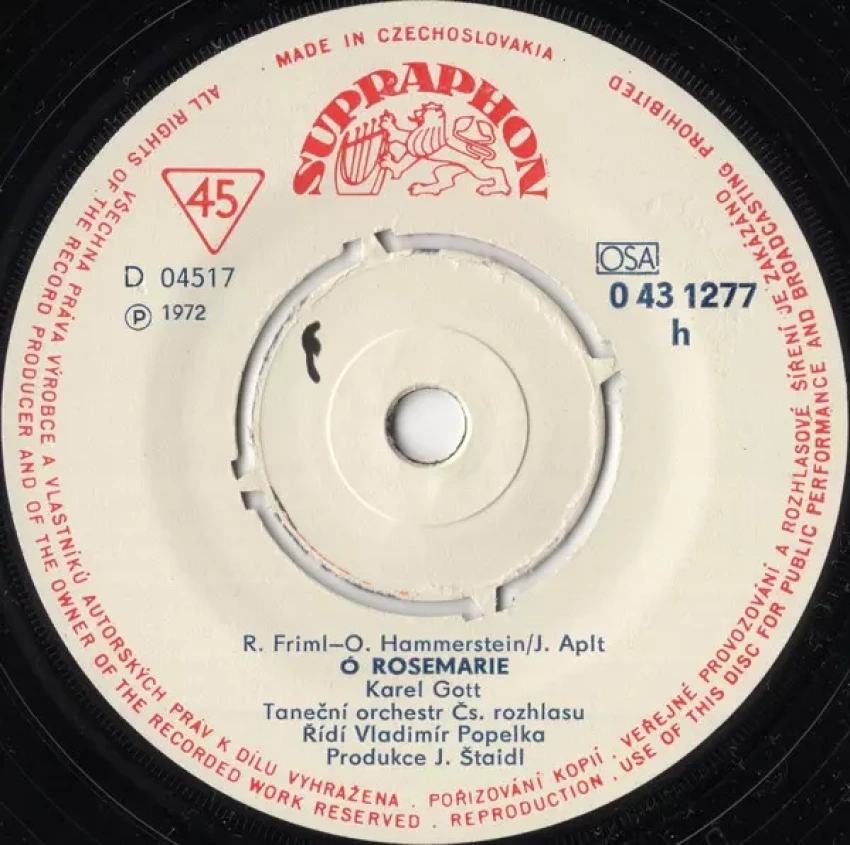 MADE IN CZECHOSLOVAKIA
SUPRAPHON
45
D 04517
Ⓟ 1972
OSA
0 43 1277
h
R. Friml–O. Hammerstein/J. Aplt
Ó ROSEMARIE
Karel Gott
Taneční orchestr Čs. rozhlasu
Řídí Vladimír Popelka
Produkce J. Štaidl
VŠECHNA PRÁVA VÝROBCE A VLASTNÍKŮ AUTORSKÝCH PRÁV K DÍLU VYHRAŽENA . POŘIZOVÁNÍ KOPIÍ . VEŘEJNÉ PROVOZOVÁNÍ A ROZHLASOVÉ ŠÍŘENÍ JE ZAKÁZÁNO
ALL RIGHTS OF THE RECORD PRODUCER AND OF THE OWNER OF THE RECORDED WORK RESERVED . REPRODUCTION . USE OF THIS DISC FOR PUBLIC PERFORMANCE AND BROADCASTING PROHIBITED